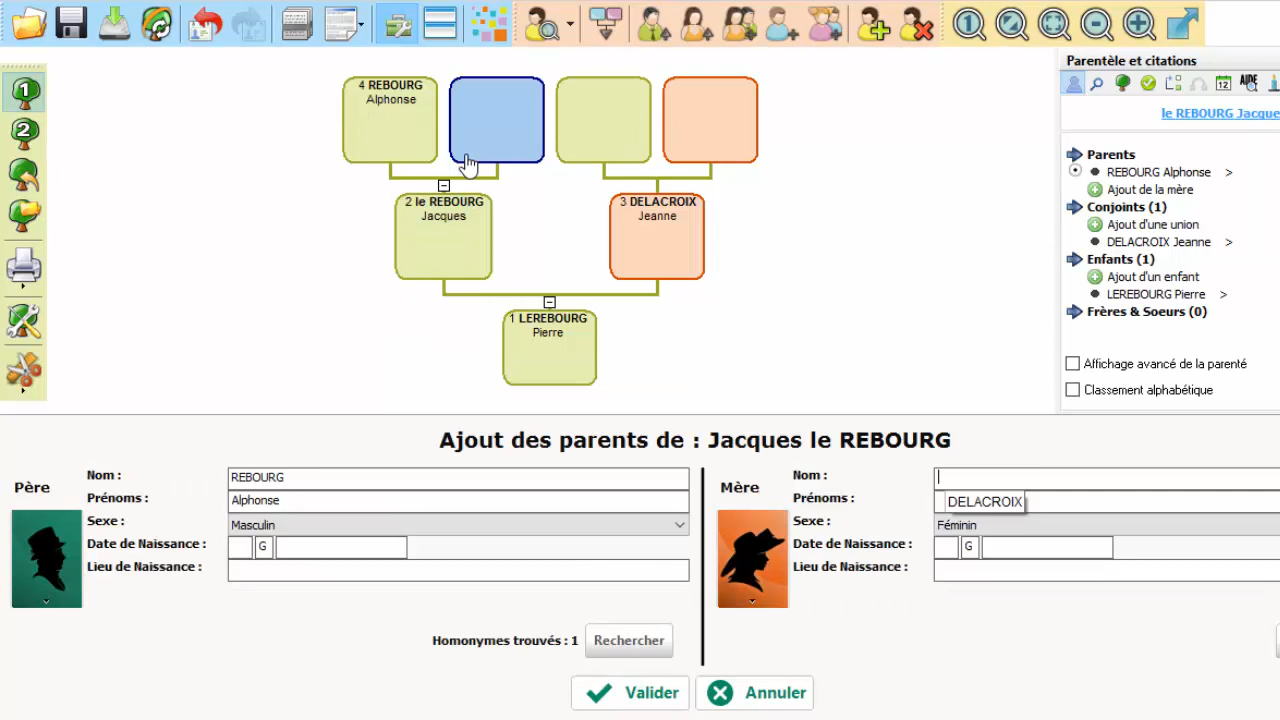 1
2
4 REBOURG
Alphonse
2 le REBOURG
Jacques
3 DELACROIX
Jeanne
1 LEREBOURG
Pierre
Parentèle et citations
12 AIDE
le REBOURG Jacque
Parents
REBOURG Alphonse >
Ajout de la mère
Conjoints (1)
Ajout d'une union
DELACROIX Jeanne >
Enfants (1)
Ajout d'un enfant
LEREBOURG Pierre >
Frères & Soeurs (0)
Affichage avancé de la parenté
Classement alphabétique
Ajout des parents de : Jacques le REBOURG
Père
Nom : REBOURG
Prénoms : Alphonse
Sexe : Masculin
Date de Naissance : G
Lieu de Naissance :
Homonymes trouvés : 1 Rechercher
Mère
Nom :
Prénoms : DELACROIX
Sexe : Féminin
Date de Naissance : G
Lieu de Naissance :
Valider Annuler